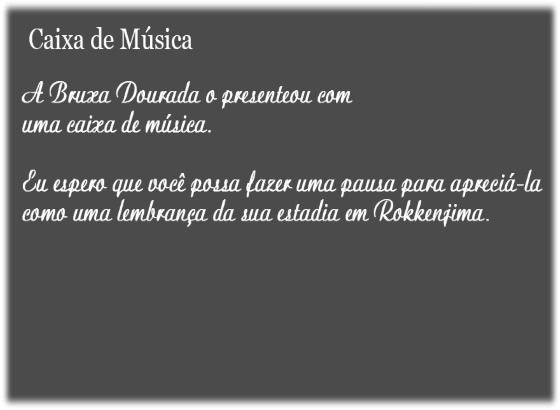 Caixa de Música
A Bruxa Dourada o presenteou com
uma caixa de música.
Eu espero que você possa fazer uma pausa para apreciá-la
como uma lembrança da sua estadia em Rokkenjima.